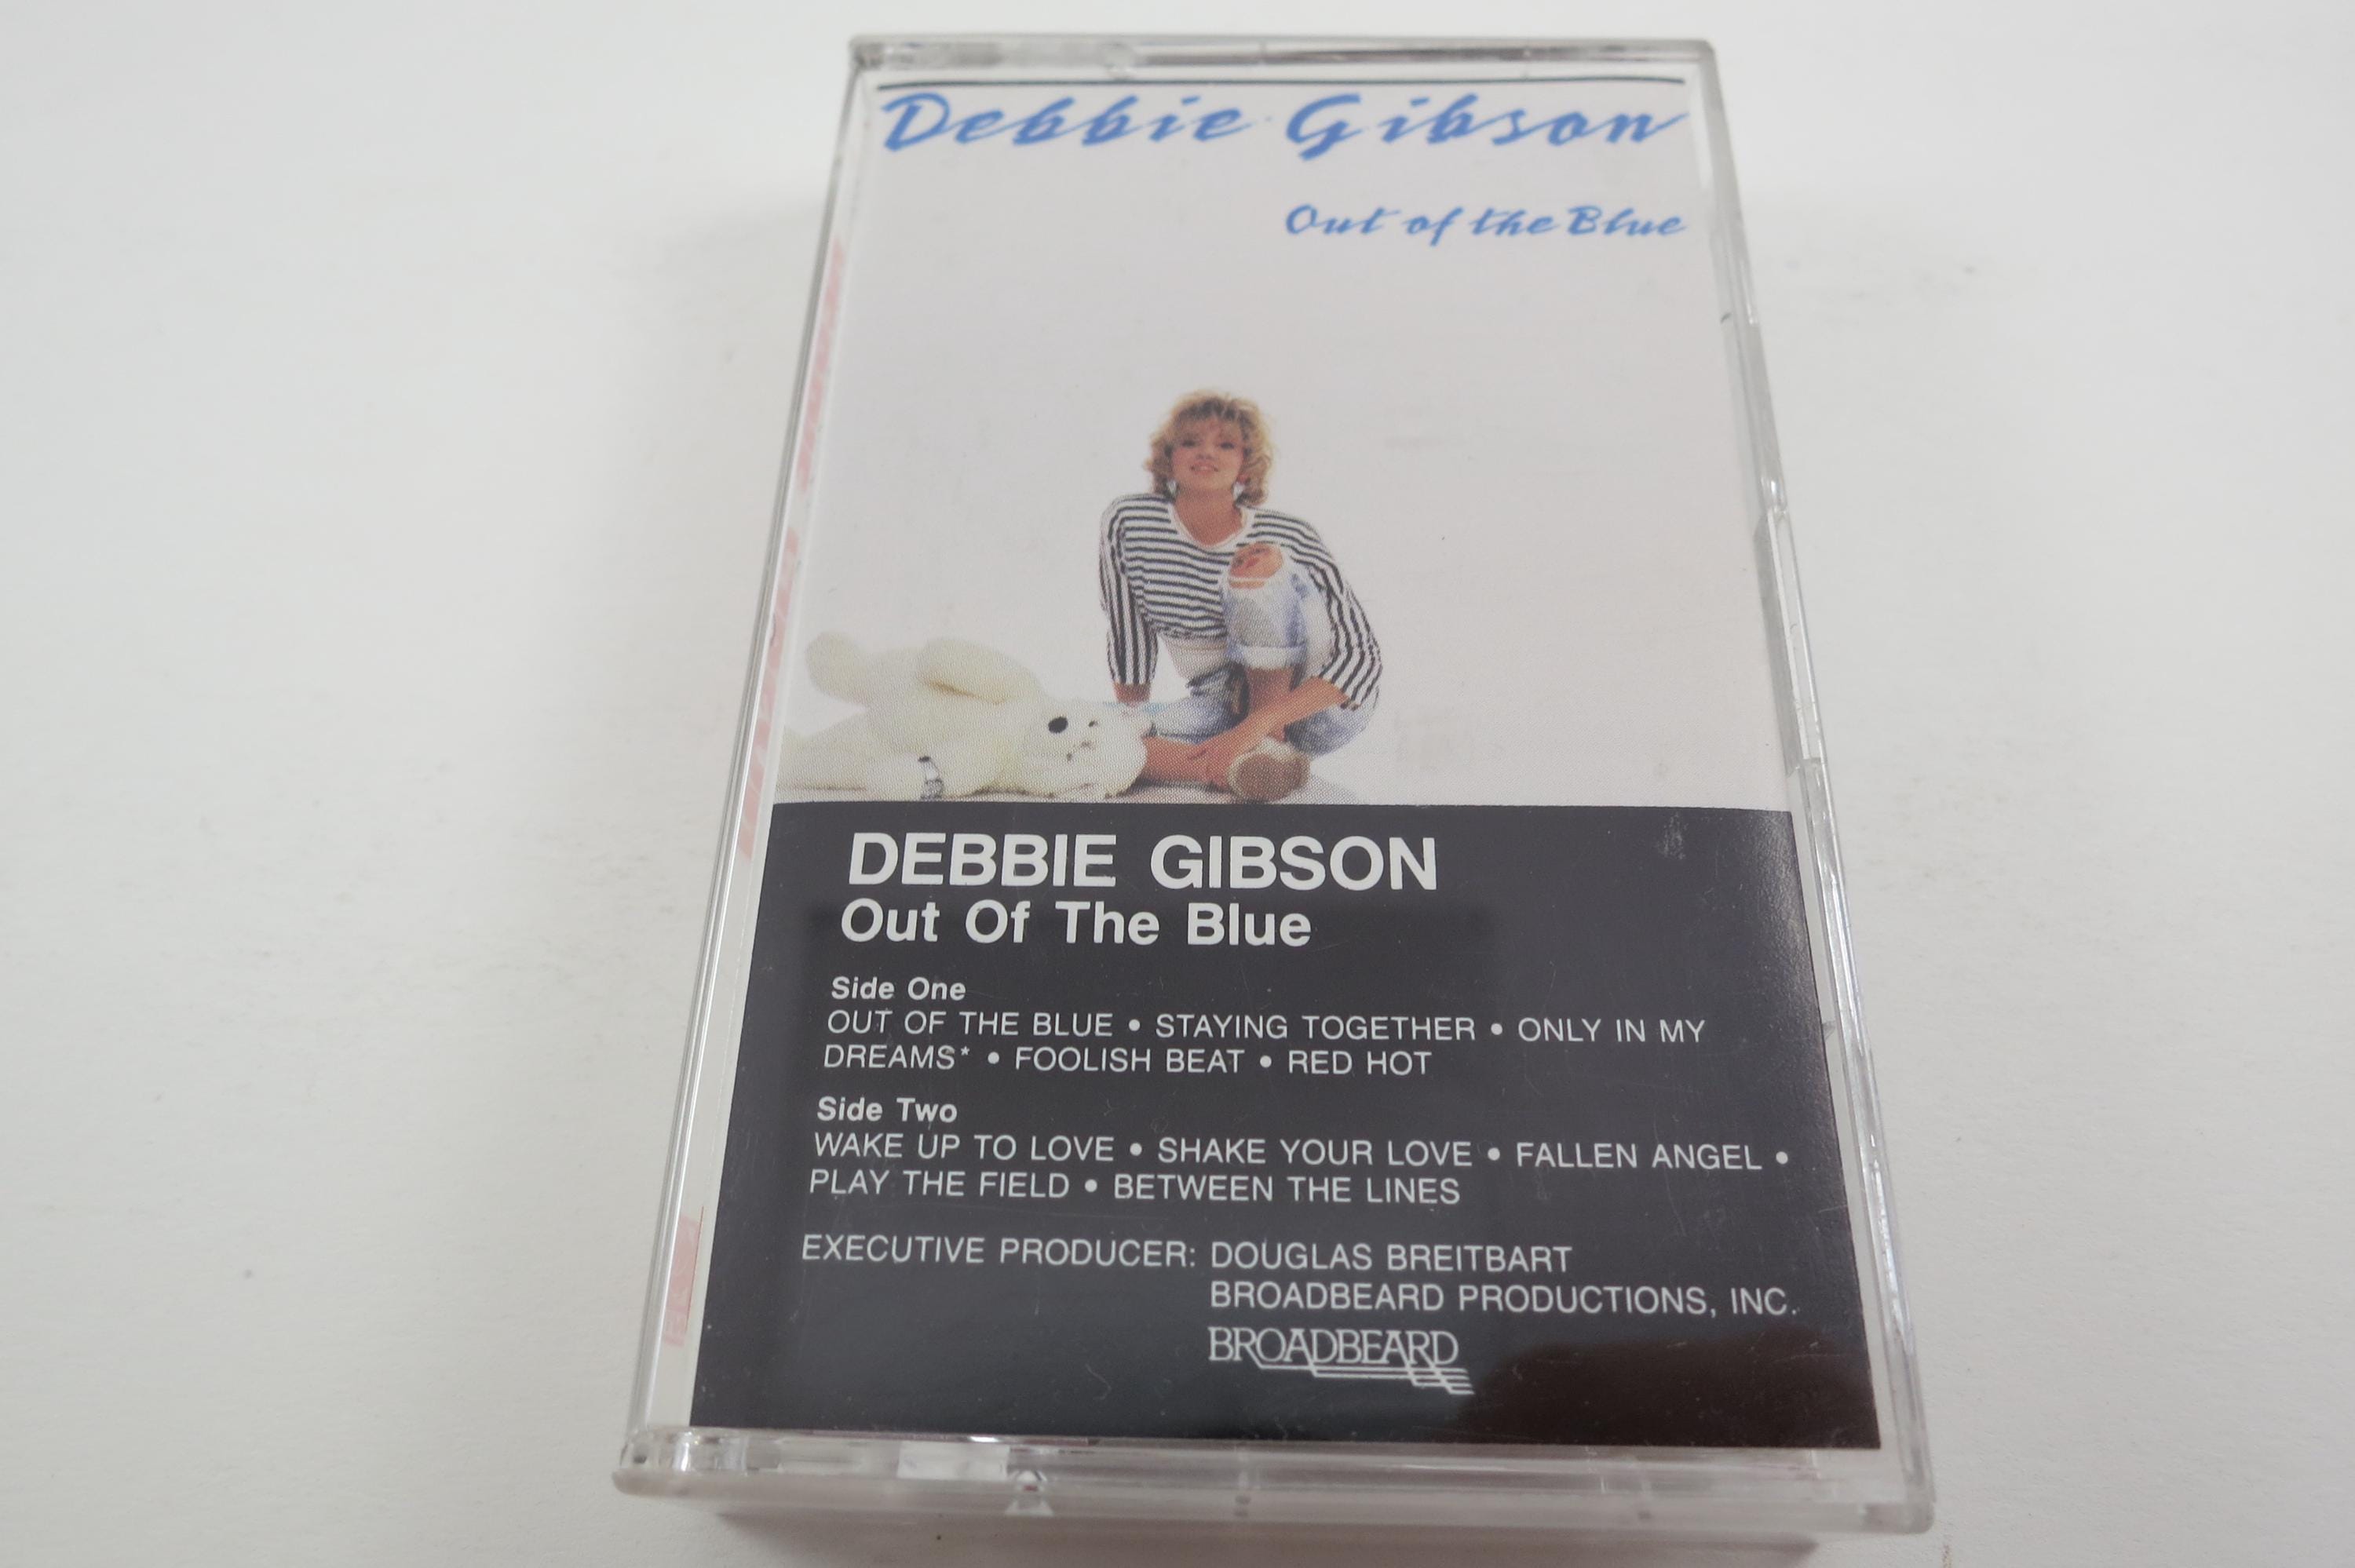 Debbie Gibson
Out of the Blue
DEBBIE GIBSON
Out Of The Blue
Side One
OUT OF THE BLUE • STAYING TOGETHER • ONLY IN MY
DREAMS* • FOOLISH BEAT • RED HOT
Side Two
WAKE UP TO LOVE • SHAKE YOUR LOVE • FALLEN ANGEL •
PLAY THE FIELD • BETWEEN THE LINES
EXECUTIVE PRODUCER: DOUGLAS BREITBART
BROADBEARD PRODUCTIONS, INC.
BROADBEARD